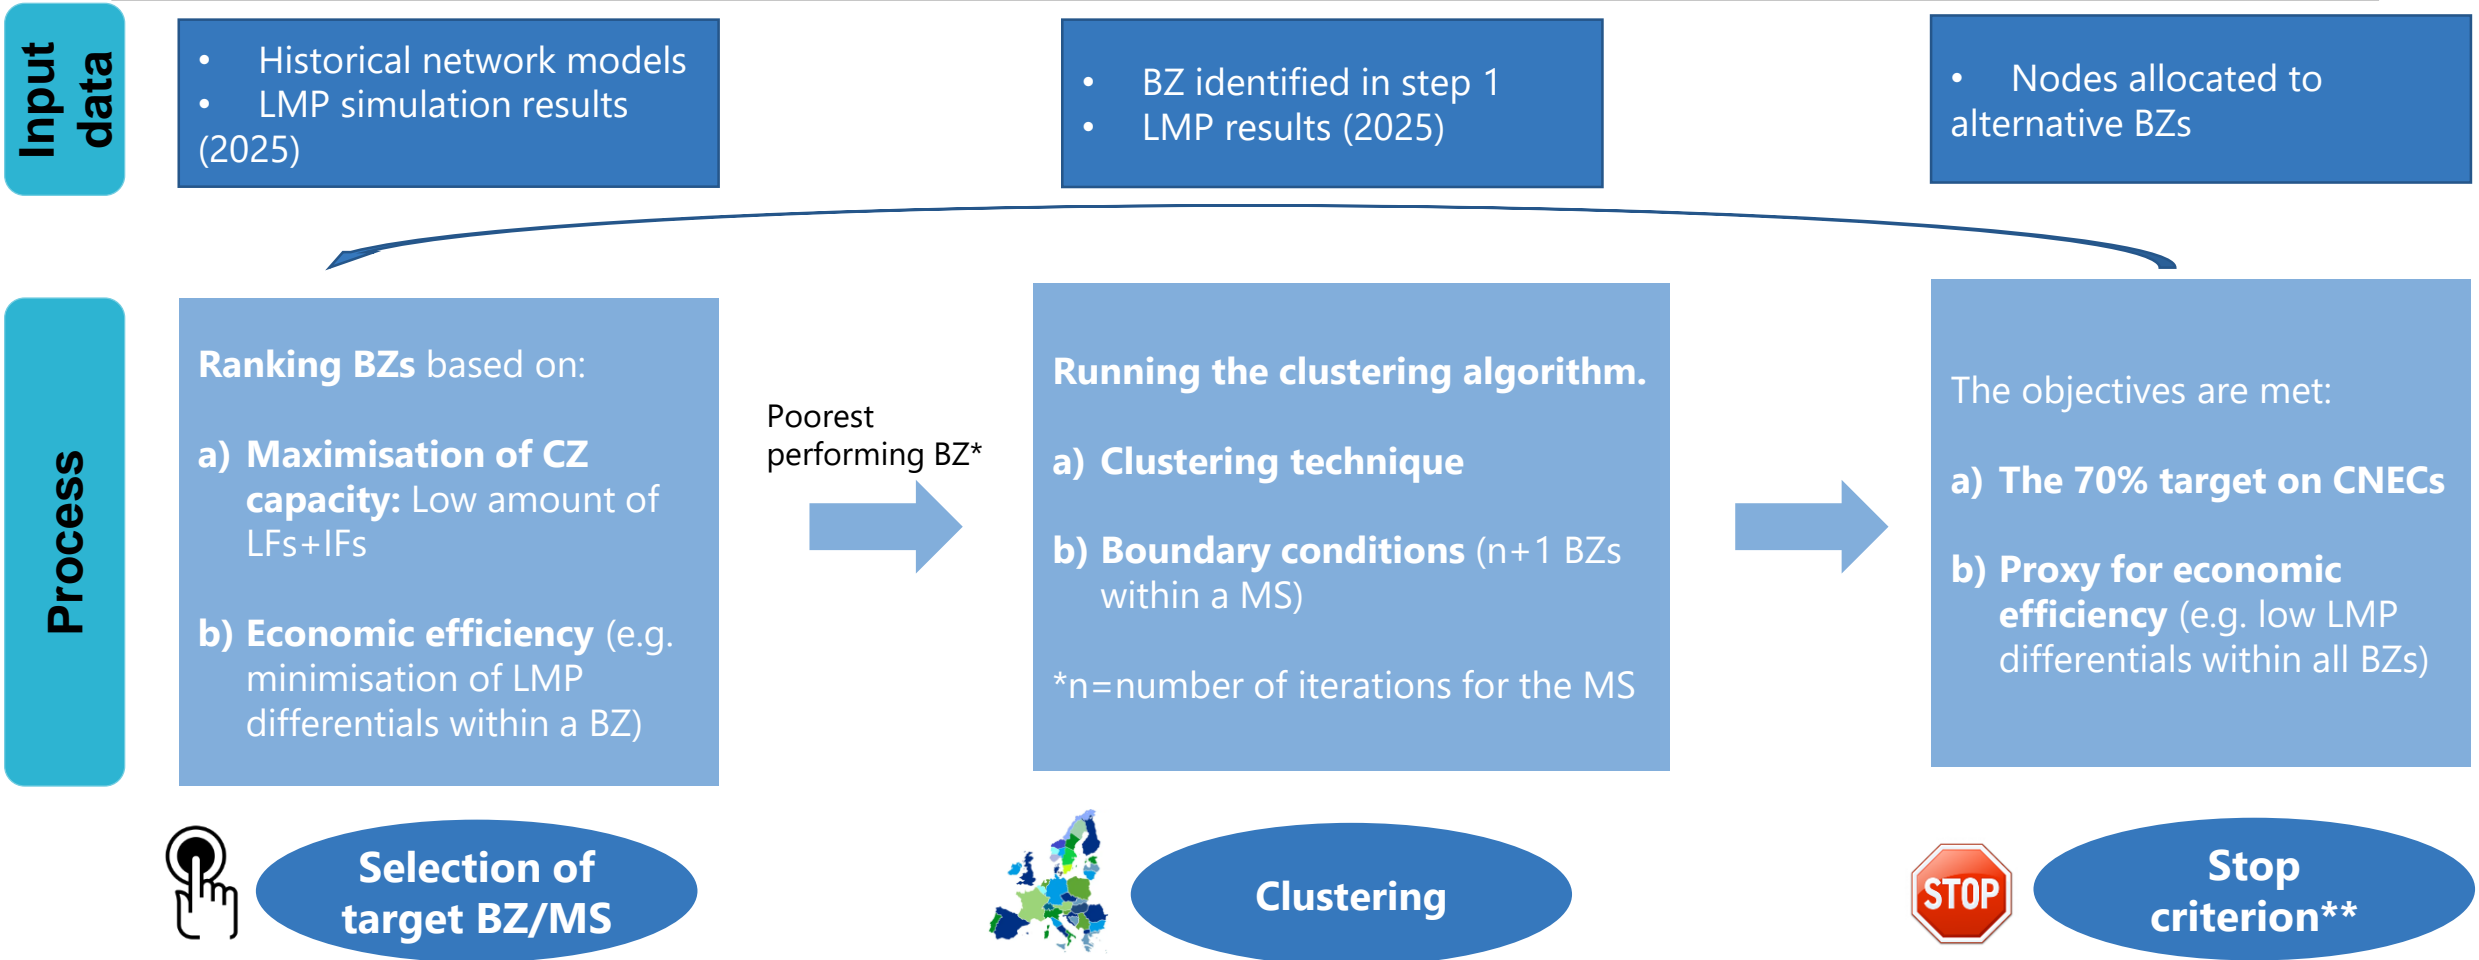 Input
data
• Historical network models
• LMP simulation results
(2025)
• BZ identified in step 1
• LMP results (2025)
• Nodes allocated to
alternative BZs
Process
Ranking BZs based on:
a) Maximisation of CZ
capacity: Low amount of
LFs+IFs
b) Economic efficiency (e.g.
minimisation of LMP
differentials within a BZ)
Poorest
performing BZ*
Running the clustering algorithm.
a) Clustering technique
b) Boundary conditions (n+1 BZs
within a MS)
*n=number of iterations for the MS
The objectives are met:
a) The 70% target on CNECs
b) Proxy for economic
efficiency (e.g. low LMP
differentials within all BZs)
Selection of
target BZ/MS
Clustering
STOP
Stop
criterion**